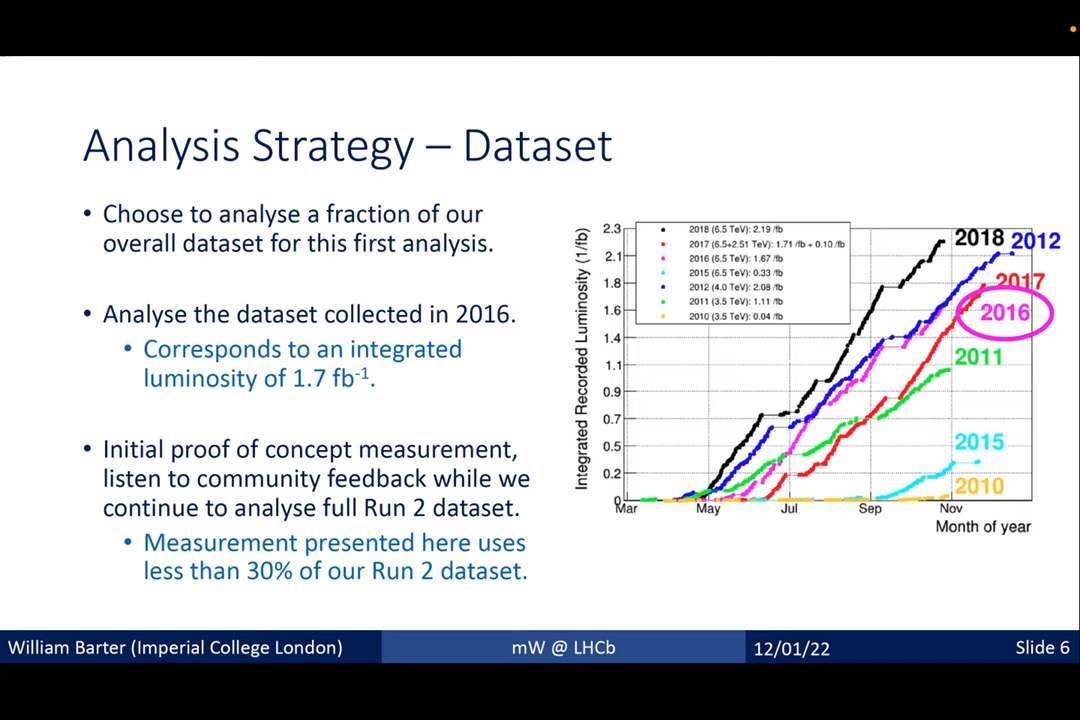 Analysis Strategy – Dataset
• Choose to analyse a fraction of our
overall dataset for this first analysis.
• Analyse the dataset collected in 2016.
• Corresponds to an integrated
luminosity of 1.7 fb-1.
• Initial proof of concept measurement,
listen to community feedback while we
continue to analyse full Run 2 dataset.
• Measurement presented here uses
less than 30% of our Run 2 dataset.
Integrated Recorded Luminosity (1/fb)
2.3
2.1
1.8
1.6
1.4
1.1
0.9
0.7
0.5
0.2
0
2018 (6.5 TeV): 2.19 /fb
2017 (6.5+2.51 TeV): 1.71 /fb + 0.10 /fb
2016 (6.5 TeV): 1.67 /fb
2015 (6.5 TeV): 0.33 /fb
2012 (4.0 TeV): 2.08 /fb
2011 (3.5 TeV): 1.11 /fb
2010 (3.5 TeV): 0.04 /fb
2018
2012
2017
2016
2011
2015
2010
Mar
May
Jul
Sep
Nov
Month of year
William Barter (Imperial College London)
mW @ LHCb
12/01/22
Slide 6